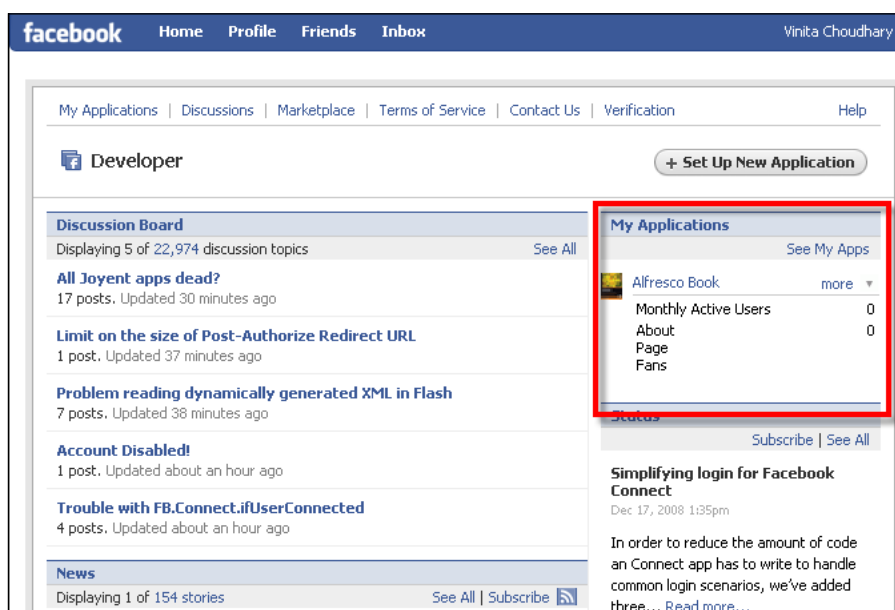 facebook Home Profile Friends Inbox Vinita Choudhary
My Applications | Discussions | Marketplace | Terms of Service | Contact Us | Verification Help
Developer
+ Set Up New Application
Discussion Board
Displaying 5 of 22,974 discussion topics See All
All Joyent apps dead?
17 posts. Updated 30 minutes ago
Limit on the size of Post-Authorize Redirect URL
1 post. Updated 37 minutes ago
Problem reading dynamically generated XML in Flash
7 posts. Updated 38 minutes ago
Account Disabled!
1 post. Updated about an hour ago
Trouble with FB.Connect.ifUserConnected
4 posts. Updated about an hour ago
News
Displaying 1 of 154 stories See All | Subscribe
My Applications
See My Apps
Alfresco Book more
Monthly Active Users 0
About 0
Page
Fans
Status
Subscribe | See All
Simplifying login for Facebook
Connect
Dec 17, 2008 1:35pm
In order to reduce the amount of code
an Connect app has to write to handle
common login scenarios, we've added
three... Read more...